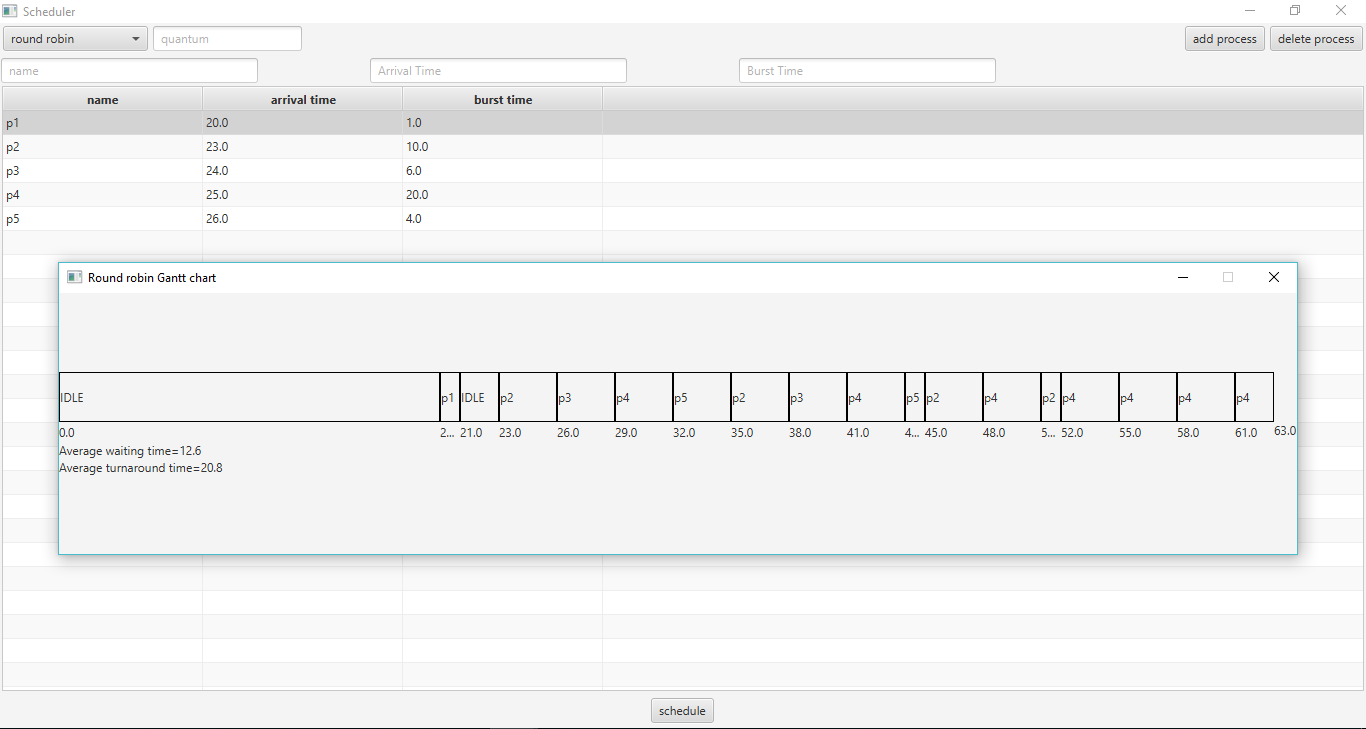 Scheduler
round robin quantum add process delete process
name Arrival Time Burst Time
name arrival time burst time
p1 20.0 1.0
p2 23.0 10.0
p3 24.0 6.0
p4 25.0 20.0
p5 26.0 4.0
Round robin Gantt chart
IDLE p1 IDLE p2 p3 p4 p5 p2 p3 p4 p5 p2 p4 p2 p4 p4 p4 p4
0.0 2... 21.0 23.0 26.0 29.0 32.0 35.0 38.0 41.0 4... 45.0 48.0 5... 52.0 55.0 58.0 61.0 63.0
Average waiting time=12.6
Average turnaround time=20.8
schedule